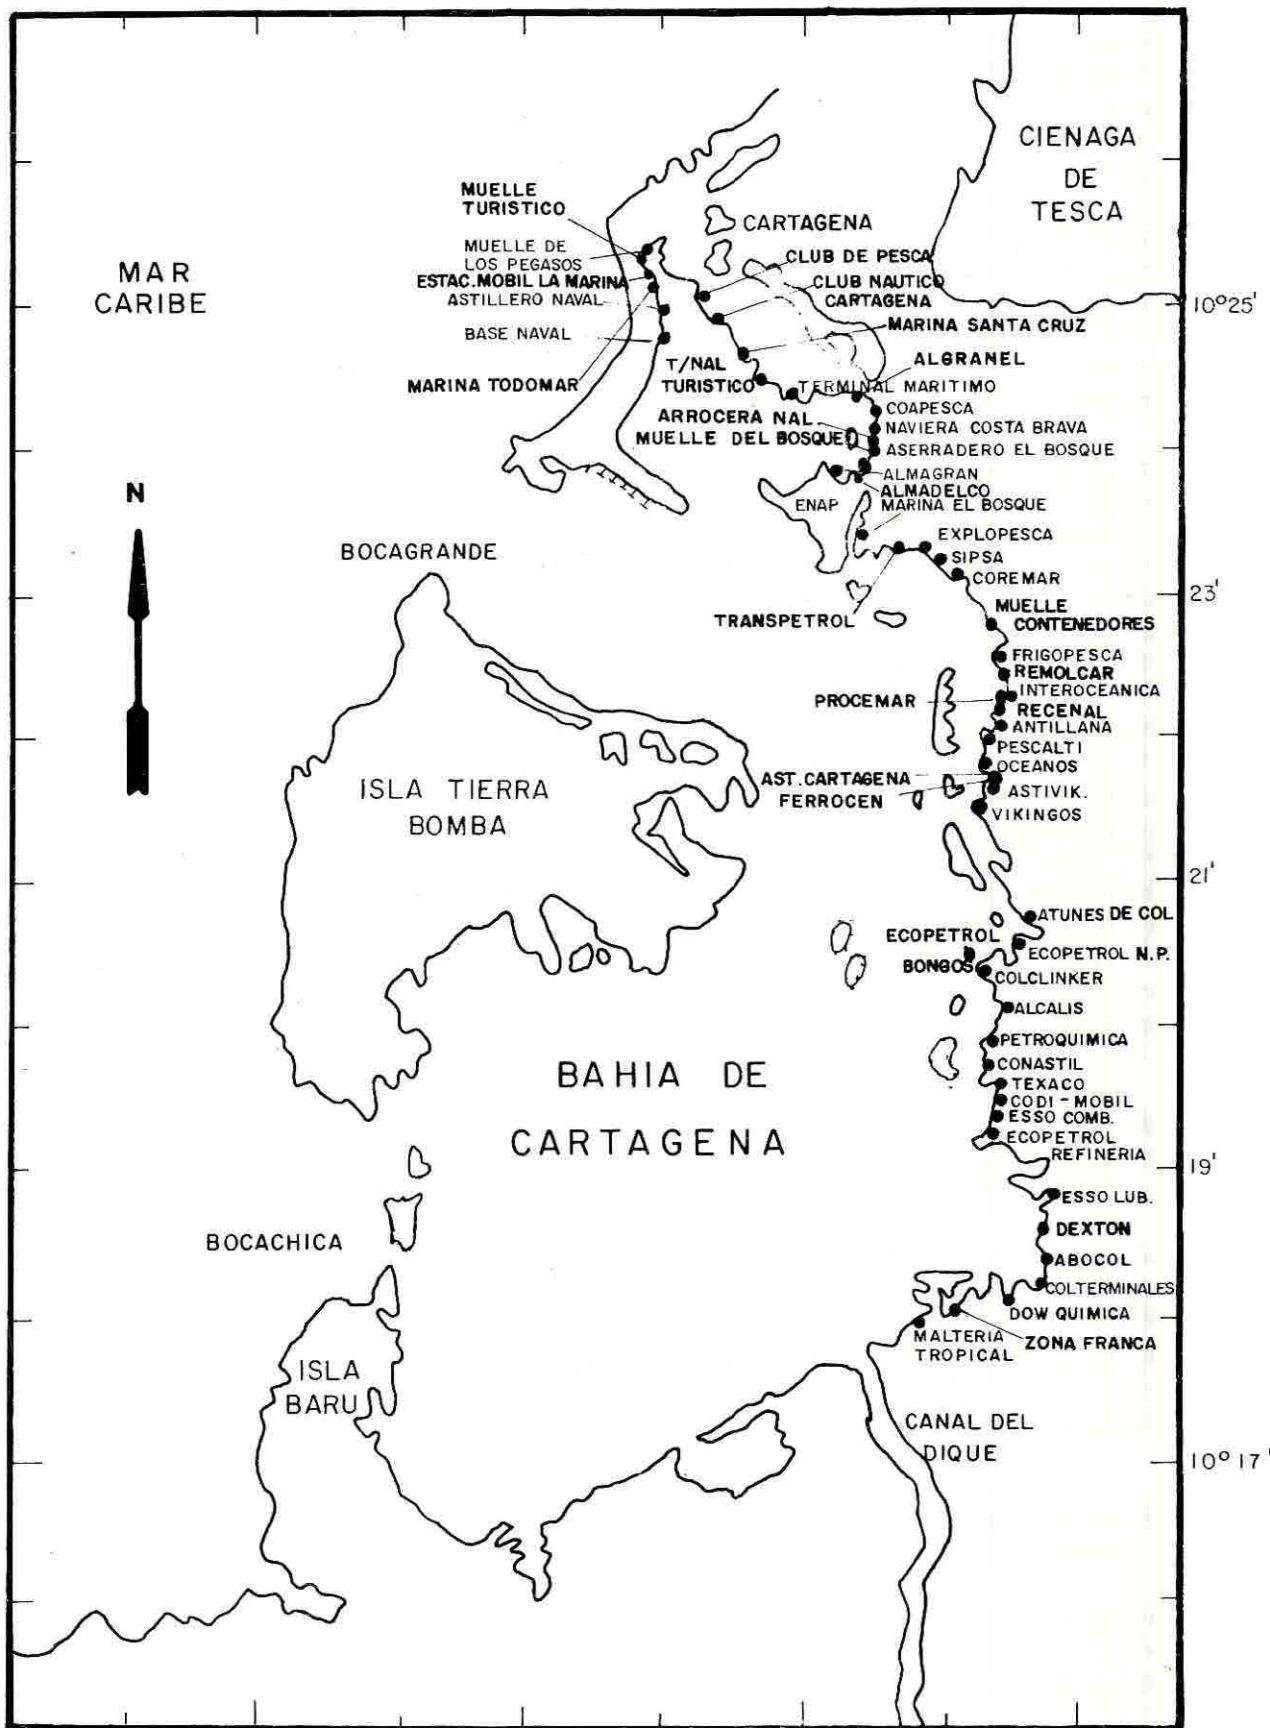 CIENAGA
DE
TESCA
MUELLE
TURISTICO
CARTAGENA
MUELLE DE
LOS PEGASOS
CLUB DE PESCA
MAR
CARIBE
ESTAC.MOBIL LA MARINA
CLUB NAUTICO
CARTAGENA
ASTILLERO NAVAL
10°25'
BASE NAVAL
MARINA SANTA CRUZ
T/NAL
TURISTICO
ALGRANEL
MARINA TODOMAR
TERMINAL MARITIMO
COAPESCA
ARROCERA NAL.
NAVIERA COSTA BRAVA
MUELLE DEL BOSQUE
ASERRADERO EL BOSQUE
ALMAGRAN
ALMADELCO
N
ENAP
MARINA EL BOSQUE
EXPLOPESCA
BOCAGRANDE
SIPSA
COREMAR
23'
TRANSPETROL
MUELLE
CONTENEDORES
FRIGOPESCA
REMOLCAR
INTEROCEANICA
PROCEMAR
RECENAL
ANTILLANA
PESCALTI
OCEANOS
AST.CARTAGENA
FERROCEN
ASTIVIK.
VIKINGOS
ISLA TIERRA
BOMBA
21'
ATUNES DE COL
ECOPETROL
BONGOS
ECOPETROL N.P.
COLCLINKER
ALCALIS
PETROQUIMICA
CONASTIL
BAHIA DE
CARTAGENA
TEXACO
CODI-MOBIL
ESSO COMB.
ECOPETROL
REFINERIA
19'
ESSO LUB.
DEXTON
BOCACHICA
ABOCOL
COLTERMINALES
DOW QUIMICA
MALTERIA
TROPICAL
ZONA FRANCA
ISLA
BARU
CANAL DEL
DIQUE
10°17'